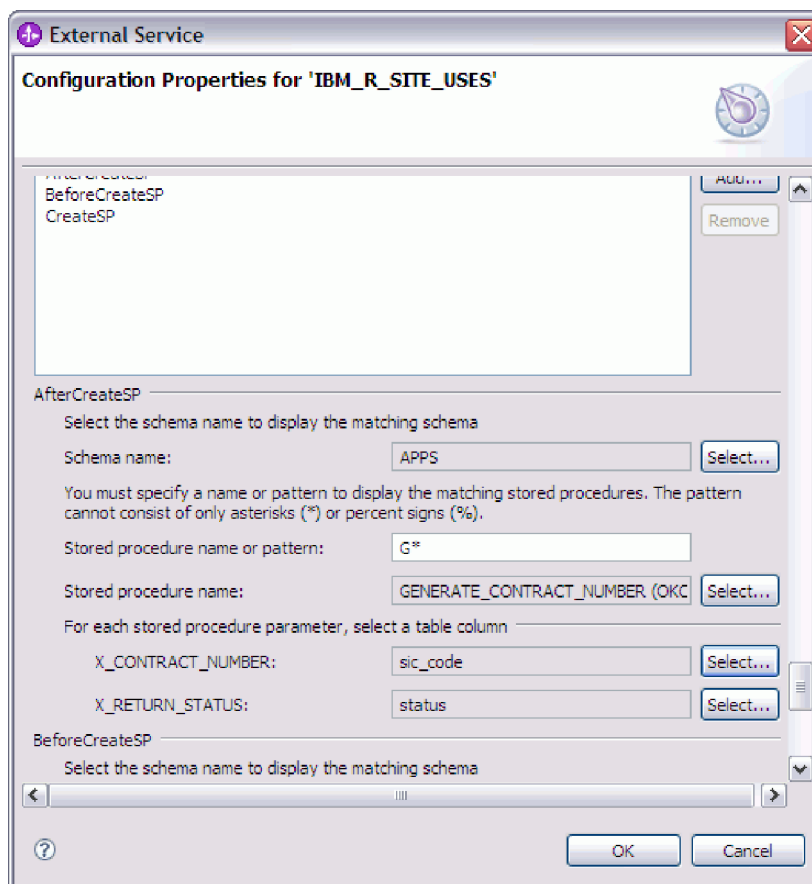 External Service
Configuration Properties for 'IBM_R_SITE_USES'
AfterCreateSP
Add...
BeforeCreateSP
CreateSP
Remove
AfterCreateSP
Select the schema name to display the matching schema
Schema name:
APPS
Select...
You must specify a name or pattern to display the matching stored procedures. The pattern
cannot consist of only asterisks (*) or percent signs (%).
Stored procedure name or pattern:
G*
Stored procedure name:
GENERATE_CONTRACT_NUMBER (OKC
Select...
For each stored procedure parameter, select a table column
X_CONTRACT_NUMBER:
sic_code
Select...
X_RETURN_STATUS:
status
Select...
BeforeCreateSP
Select the schema name to display the matching schema
OK
Cancel